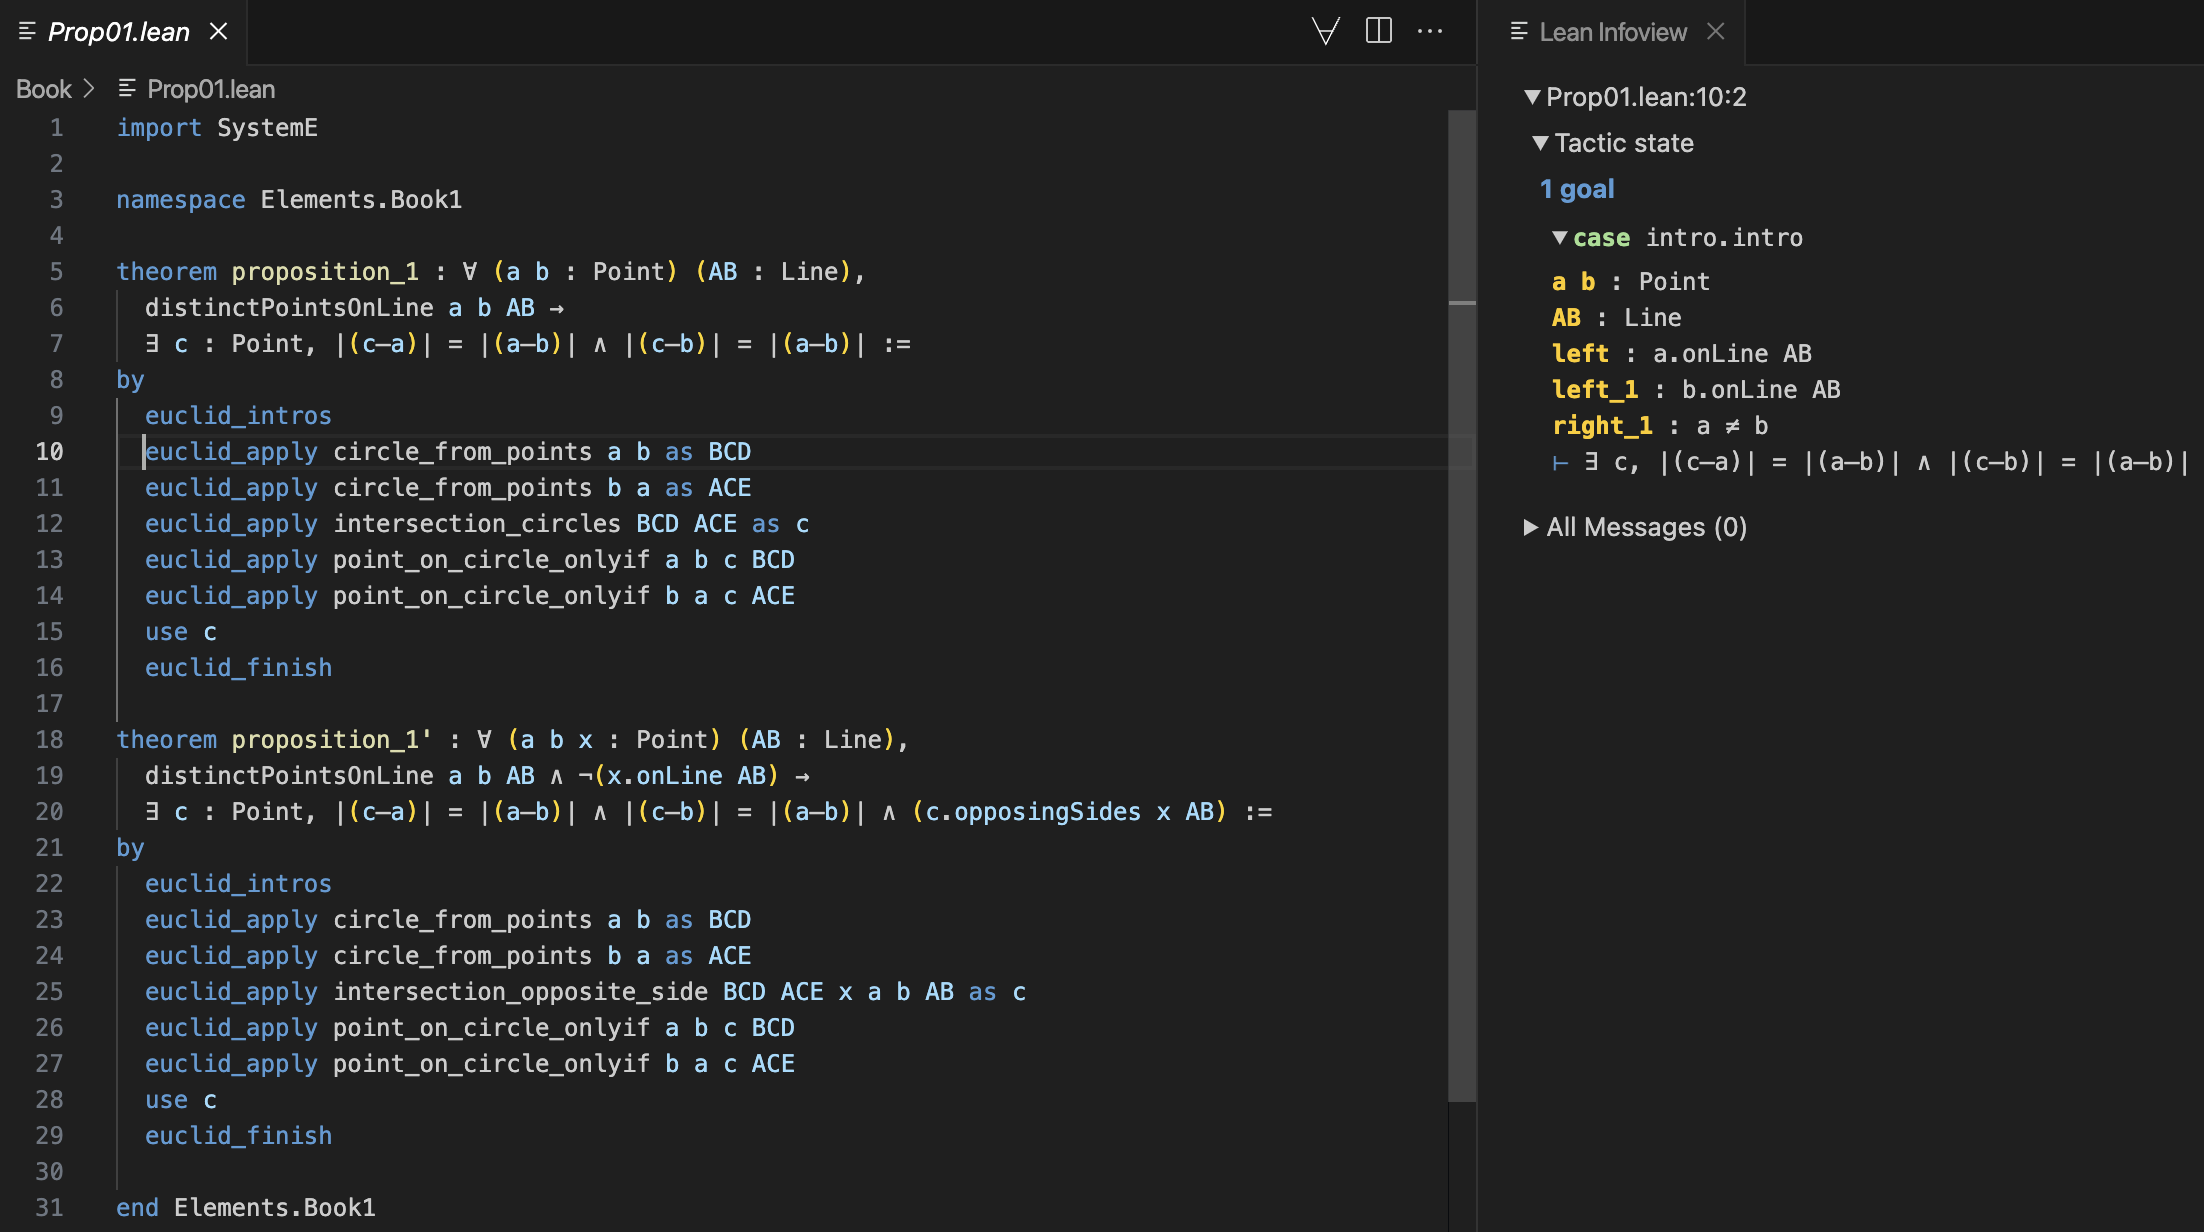 Prop01.lean
Book > Prop01.lean
1 import SystemE
2
3 namespace Elements.Book1
4
5 theorem proposition_1 : ∀ (a b : Point) (AB : Line),
6 distinctPointsOnLine a b AB →
7 ∃ c : Point, |(c─a)| = |(a─b)| ∧ |(c─b)| = |(a─b)| :=
8 by
9 euclid_intros
10 euclid_apply circle_from_points a b as BCD
11 euclid_apply circle_from_points b a as ACE
12 euclid_apply intersection_circles BCD ACE as c
13 euclid_apply point_on_circle_onlyif a b c BCD
14 euclid_apply point_on_circle_onlyif b a c ACE
15 use c
16 euclid_finish
17
18 theorem proposition_1' : ∀ (a b x : Point) (AB : Line),
19 distinctPointsOnLine a b AB ∧ ¬(x.onLine AB) →
20 ∃ c : Point, |(c─a)| = |(a─b)| ∧ |(c─b)| = |(a─b)| ∧ (c.opposingSides x AB) :=
21 by
22 euclid_intros
23 euclid_apply circle_from_points a b as BCD
24 euclid_apply circle_from_points b a as ACE
25 euclid_apply intersection_opposite_side BCD ACE x a b AB as c
26 euclid_apply point_on_circle_onlyif a b c BCD
27 euclid_apply point_on_circle_onlyif b a c ACE
28 use c
29 euclid_finish
30
31 end Elements.Book1
Lean Infoview
Prop01.lean:10:2
Tactic state
1 goal
case intro.intro
a b : Point
AB : Line
left : a.onLine AB
left_1 : b.onLine AB
right_1 : a ≠ b
⊢ ∃ c, |(c─a)| = |(a─b)| ∧ |(c─b)| = |(a─b)|
All Messages (0)